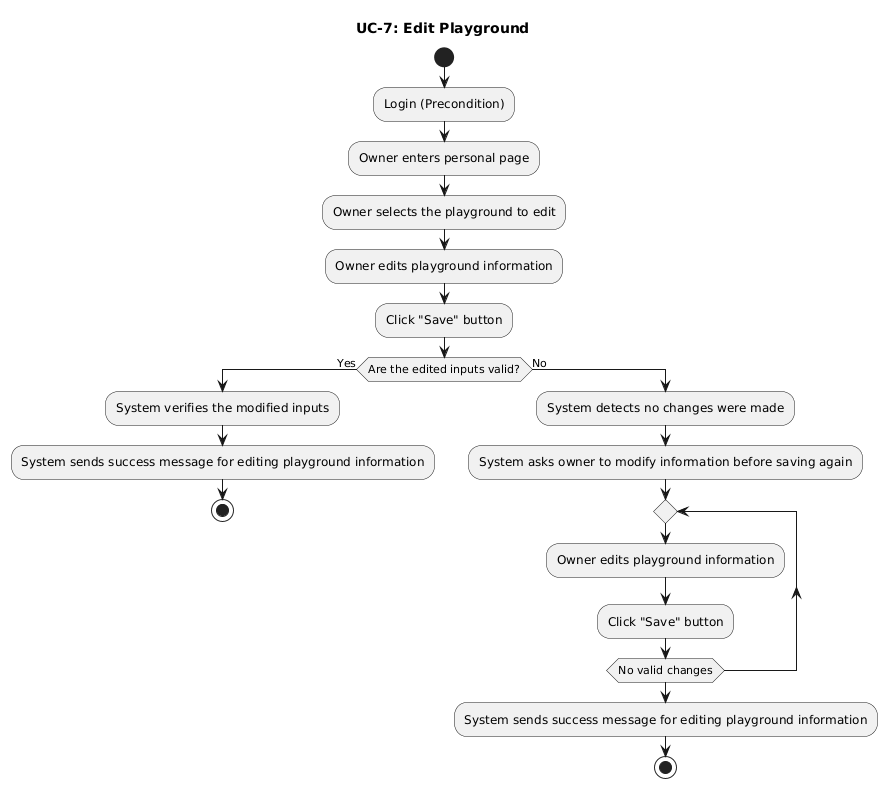 UC-7: Edit Playground
Login (Precondition)
Owner enters personal page
Owner selects the playground to edit
Owner edits playground information
Click "Save" button
Are the edited inputs valid?
Yes
No
System verifies the modified inputs
System sends success message for editing playground information
System detects no changes were made
System asks owner to modify information before saving again
Owner edits playground information
Click "Save" button
No valid changes
System sends success message for editing playground information